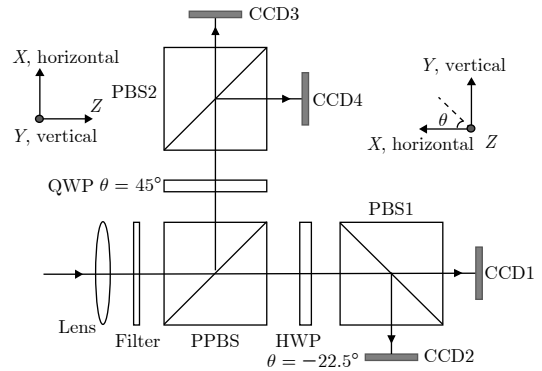 CCD3
X, horizontal
PBS2
CCD4
Z
Y, vertical
Y, vertical
θ
X, horizontal
Z
QWP θ = 45°
PBS1
CCD1
Lens
Filter
PPBS
HWP
θ = −22.5°
CCD2